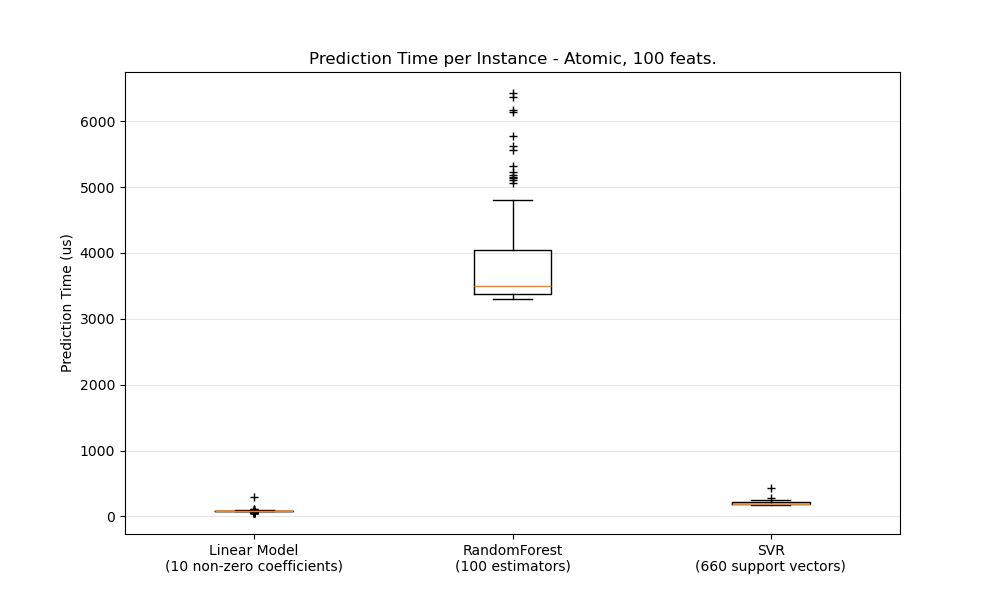 Prediction Time per Instance - Atomic, 100 feats.
Prediction Time (us)
6000
5000
4000
3000
2000
1000
0
Linear Model
(10 non-zero coefficients)
RandomForest
(100 estimators)
SVR
(660 support vectors)